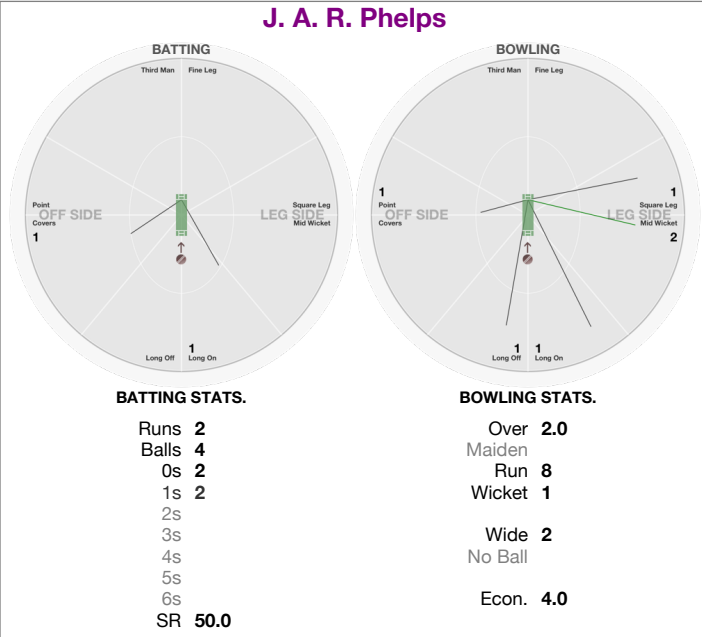 J. A. R. Phelps
BATTING
BOWLING
Third Man Fine Leg
Third Man Fine Leg
1
1
Point
OFF SIDE
Covers
1
Square Leg
LEG SIDE
Mid Wicket
Point
OFF SIDE
Covers
Square Leg
LEG SIDE
Mid Wicket
2
1
Long Off Long On
1 1
Long Off Long On
BATTING STATS.
Runs 2
Balls 4
0s 2
1s 2
2s
3s
4s
5s
6s
SR 50.0
BOWLING STATS.
Over 2.0
Maiden
Run 8
Wicket 1
Wide 2
No Ball
Econ. 4.0